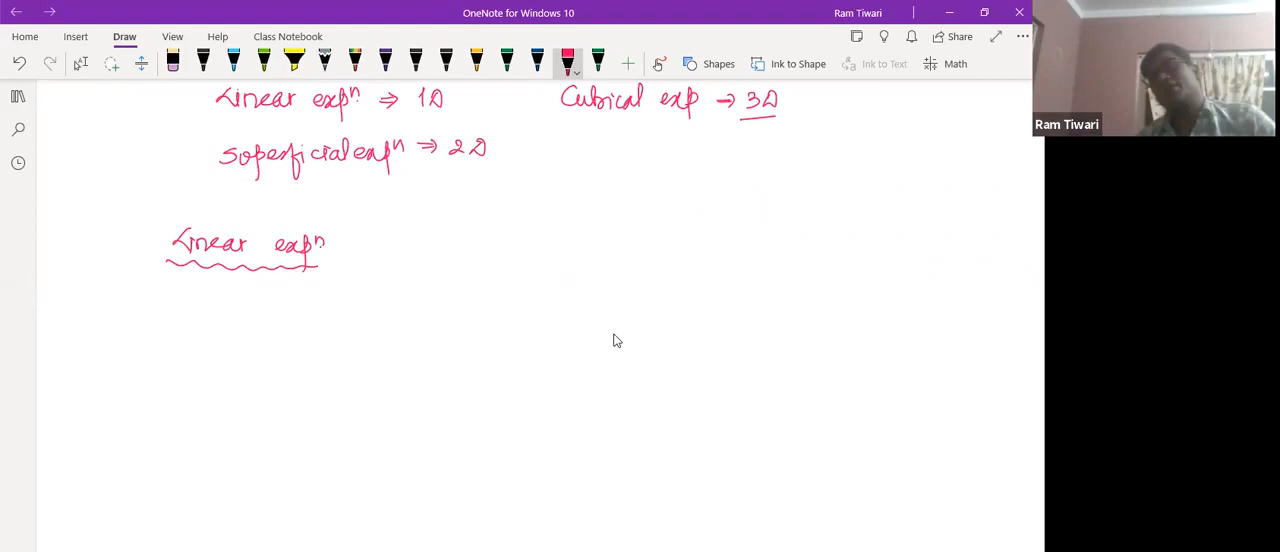 OneNote for Windows 10
Ram Tiwari
Home Insert Draw View Help Class Notebook Share
Shapes Ink to Shape Ink to Text Math
Linear expⁿ. ⇒ 1D Cubical exp → 3D
Superficial expⁿ ⇒ 2D
Linear expⁿ.
Ram Tiwari